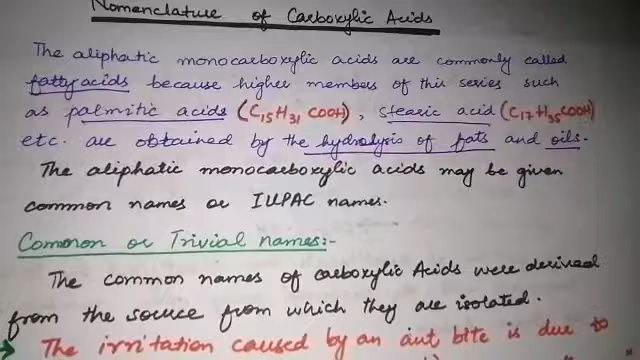 Nomenclature of Carboxylic Acids
The aliphatic monocarboxylic acids are commonly called
fatty acids because higher members of this series such
as palmitic acids (C15H31 COOH), stearic acid (C17H35COOH)
etc. are obtained by the hydrolysis of fats and oils.
The aliphatic monocarboxylic acids may be given
common names or IUPAC names.
Common or Trivial names:-
The common names of carboxylic Acids were derived
from the source from which they are isolated.
→ The irritation caused by an ant bite is due to